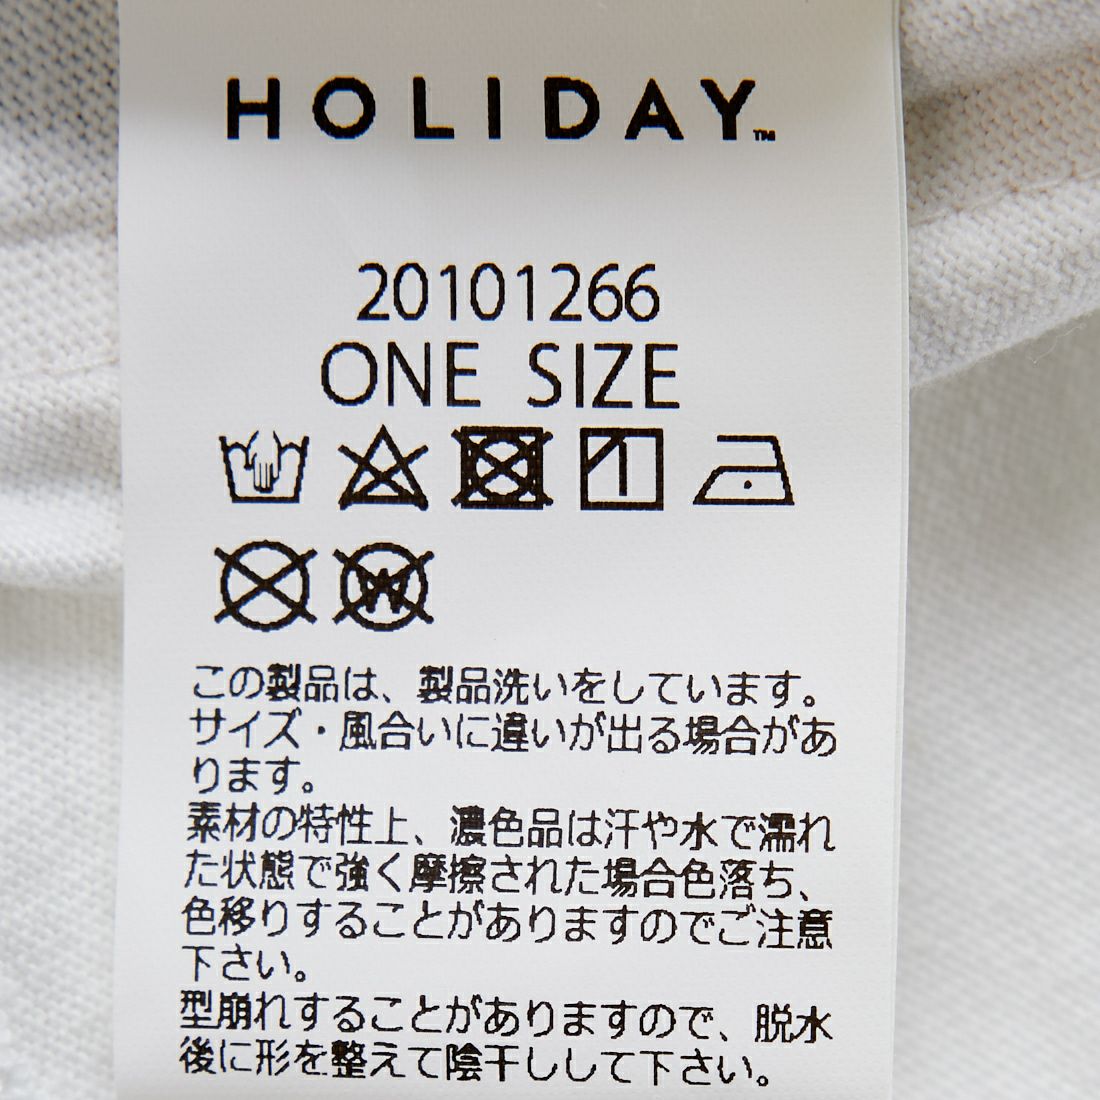 HOLIDAY™
20101266
ONE SIZE
W
この製品は、製品洗いをしています。
サイズ・風合いに違いが出る場合があ
ります。
素材の特性上、濃色品は汗や水で濡れ
た状態で強く摩擦された場合色落ち、
色移りすることがありますのでご注意
下さい。
型崩れすることがありますので、脱水
後に形を整えて陰干しして下さい。